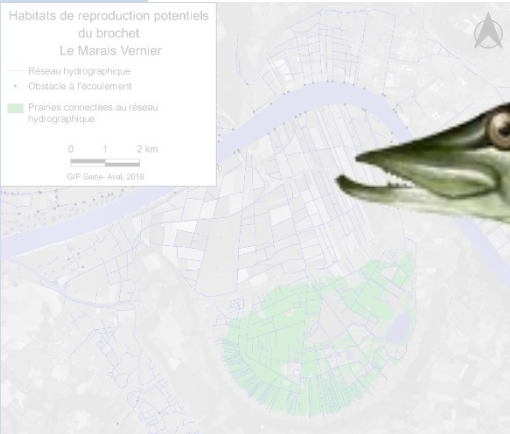 Habitats de reproduction potentiels
du brochet
Le Marais Vernier
Réseau hydrographique
Obstacle à l'écoulement
Prairies connectées au réseau
hydrographique
0 1 2 km
GIP Seine-Aval, 2018